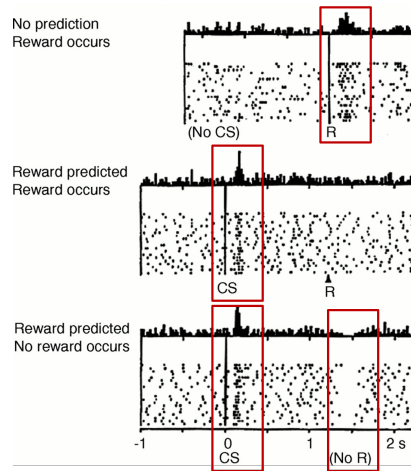 No prediction
Reward occurs
(No CS)
R
Reward predicted
Reward occurs
CS
R
Reward predicted
No reward occurs
-1
0
1
2 s
CS
(No R)